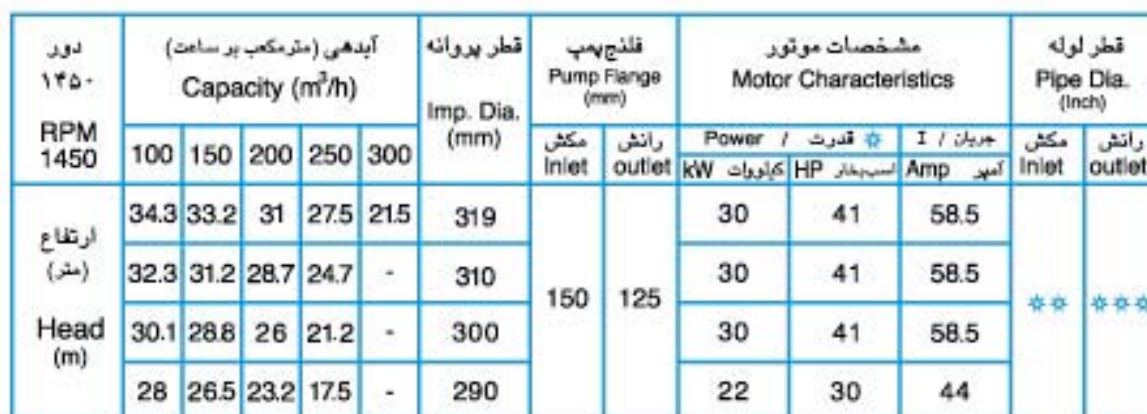 دور
۱۴۵۰
RPM
1450
آبدهی (مترمکعب بر ساعت)
Capacity (m³/h)
100 150 200 250 300
قطر پروانه
Imp. Dia.
(mm)
فلنج پمپ
Pump Flange
(mm)
مکش
Inlet
رانش
outlet
مشخصات موتور
Motor Characteristics
Power / قدرت ☼
جریان / I
kW کیلووات
HP اسب‌بخار
Amp آمپر
قطر لوله
Pipe Dia.
(Inch)
مکش
Inlet
رانش
outlet
ارتفاع
(متر)
Head
(m)
34.3 33.2 31 27.5 21.5 319 30 41 58.5
32.3 31.2 28.7 24.7 - 310 30 41 58.5
150 125 ☼☼ ☼☼☼
30.1 28.8 26 21.2 - 300 30 41 58.5
28 26.5 23.2 17.5 - 290 22 30 44